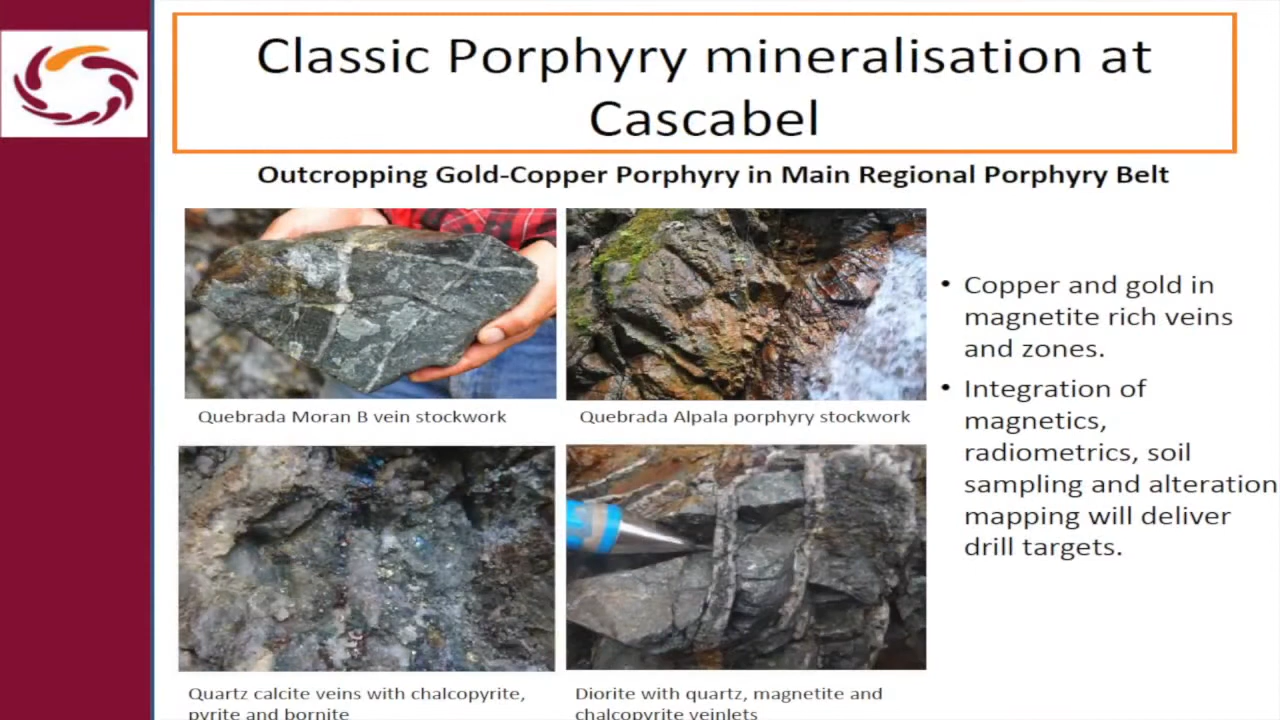 Classic Porphyry mineralisation at
Cascabel
Outcropping Gold-Copper Porphyry in Main Regional Porphyry Belt
Quebrada Moran B vein stockwork
Quebrada Alpala porphyry stockwork
Quartz calcite veins with chalcopyrite,
pyrite and bornite
Diorite with quartz, magnetite and
chalcopyrite veinlets
• Copper and gold in
magnetite rich veins
and zones.
• Integration of
magnetics,
radiometrics, soil
sampling and alteration
mapping will deliver
drill targets.